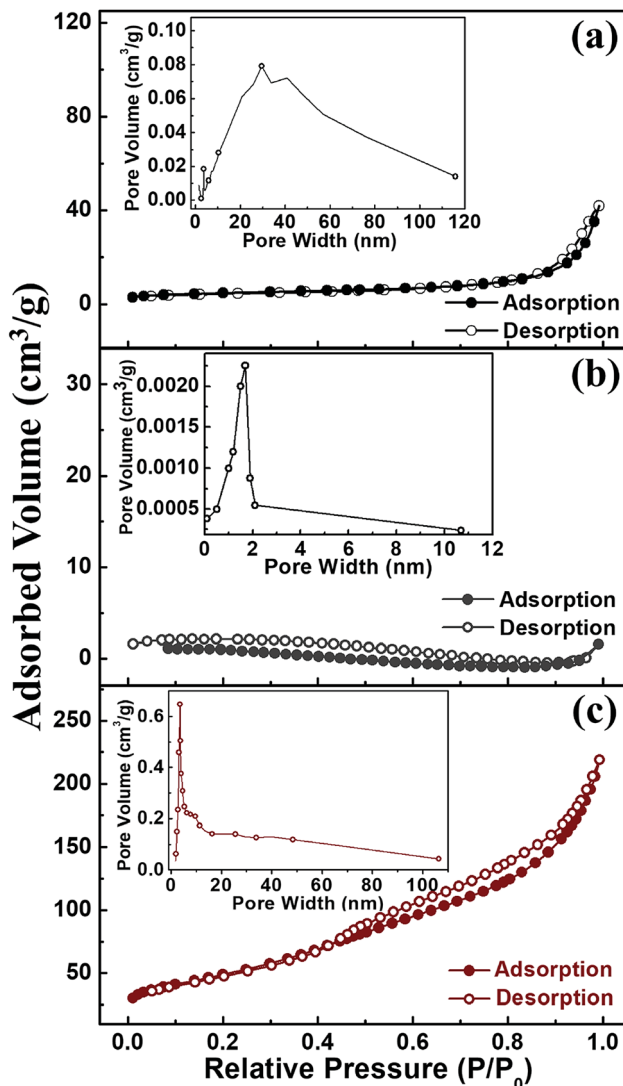 Adsorbed Volume (cm³/g)
(a)
120
80
40
0
Pore Volume (cm³/g)
0.10
0.08
0.06
0.04
0.02
0.00
0 20 40 60 80 100 120
Pore Width (nm)
Adsorption
Desorption
(b)
30
20
10
0
Pore Volume (cm³/g)
0.0020
0.0015
0.0010
0.0005
0 2 4 6 8 10 12
Pore Width (nm)
Adsorption
Desorption
(c)
250
200
150
100
50
Pore Volume (cm³/g)
0.6
0.4
0.2
0.0
0 20 40 60 80 100
Pore Width (nm)
Adsorption
Desorption
0.0 0.2 0.4 0.6 0.8 1.0
Relative Pressure (P/P₀)